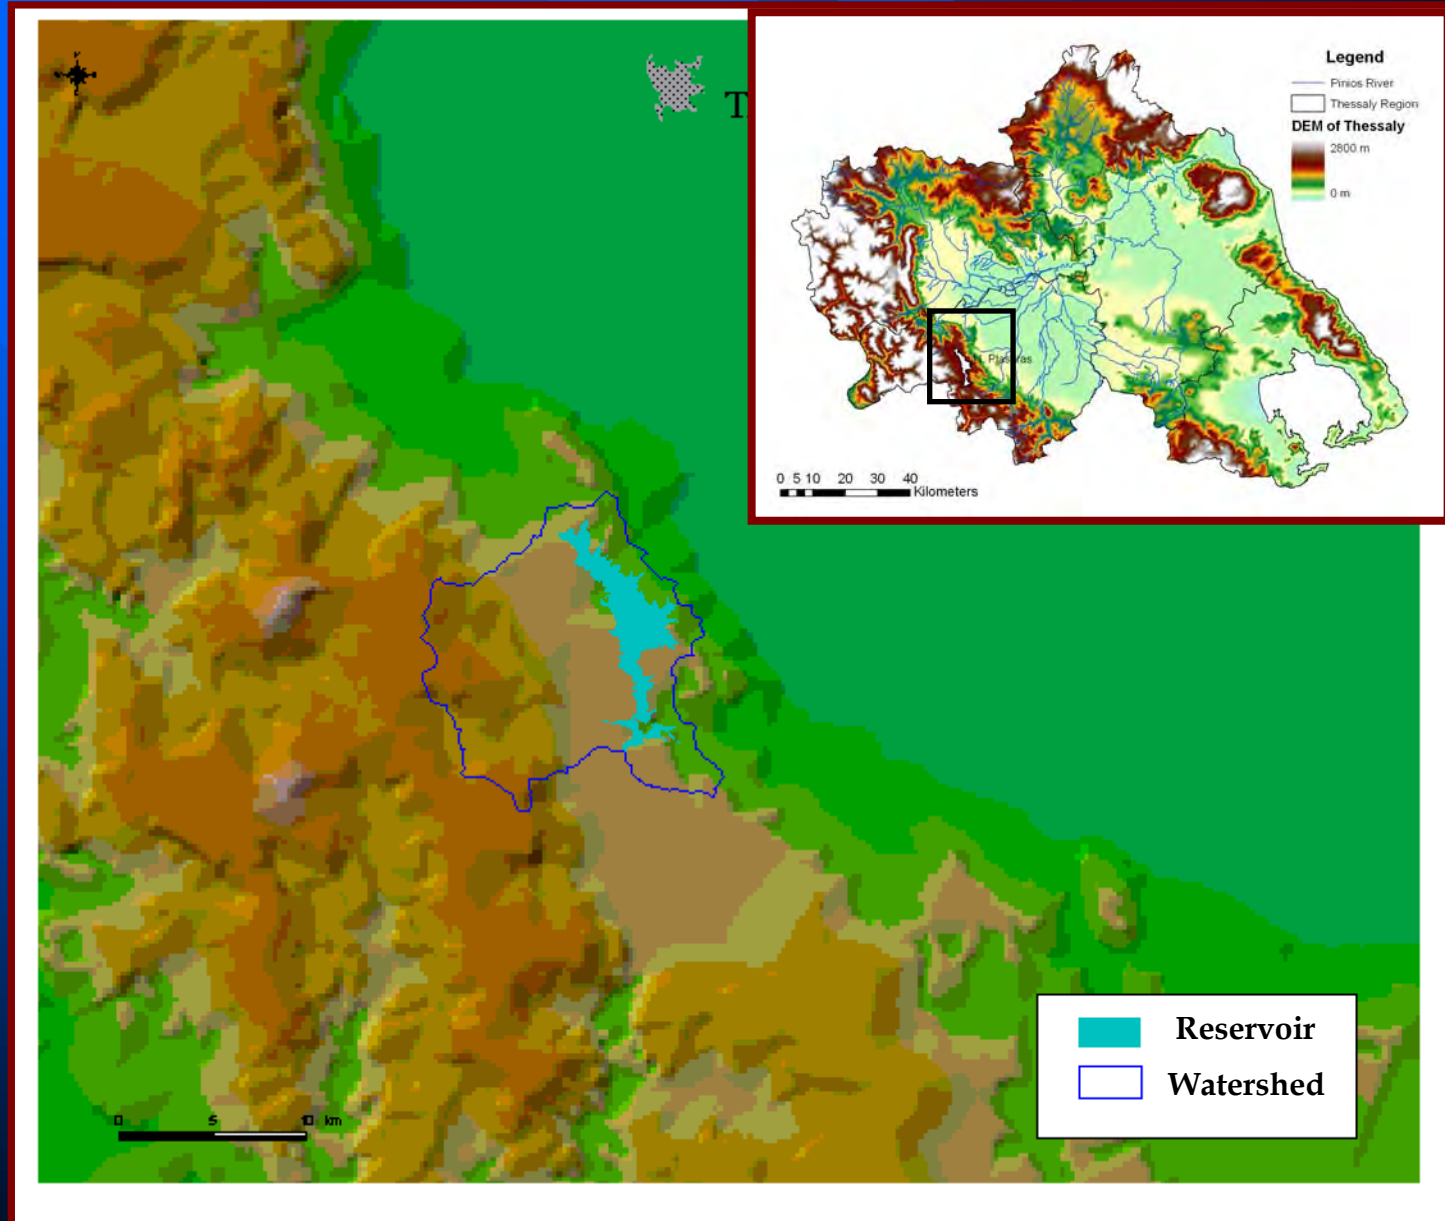 T
Legend
Pinios River
Thessaly Region
DEM of Thessaly
2800 m
0 m
0 5 10 20 30 40
Kilometers
Reservoir
Watershed
0 5 10 km